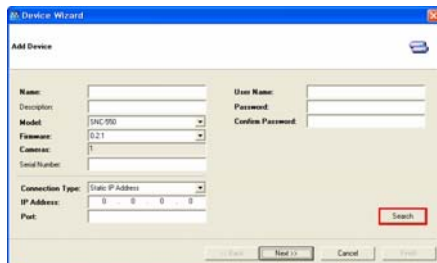 Device Wizard
Add Device
Name:
Description:
Model: SNC-550
Firmware: 0.2.1
Cameras: 1
Serial Number:
Connection Type: Static IP Address
IP Address: 0 . 0 . 0 . 0
Port:
User Name:
Password:
Confirm Password:
Search
<< Back Next >> Cancel Finish